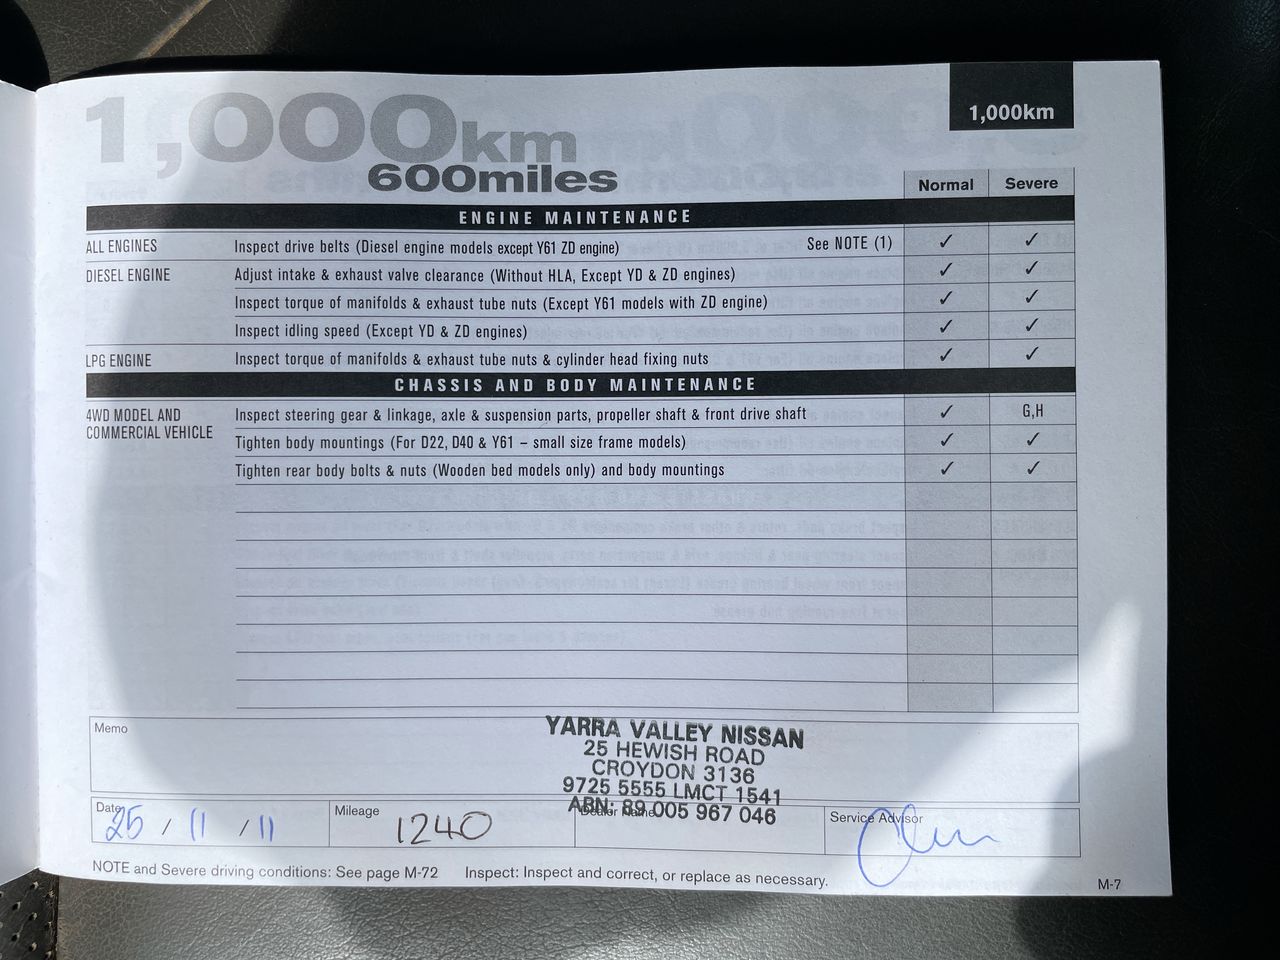 1,000km
1,000km
600miles
Normal Severe
ENGINE MAINTENANCE
ALL ENGINES Inspect drive belts (Diesel engine models except Y61 ZD engine) See NOTE (1) ✓ ✓
DIESEL ENGINE Adjust intake & exhaust valve clearance (Without HLA, Except YD & ZD engines) ✓ ✓
Inspect torque of manifolds & exhaust tube nuts (Except Y61 models with ZD engine) ✓ ✓
Inspect idling speed (Except YD & ZD engines) ✓ ✓
LPG ENGINE Inspect torque of manifolds & exhaust tube nuts & cylinder head fixing nuts ✓ ✓
CHASSIS AND BODY MAINTENANCE
4WD MODEL AND
COMMERCIAL VEHICLE
Inspect steering gear & linkage, axle & suspension parts, propeller shaft & front drive shaft ✓ G,H
Tighten body mountings (For D22, D40 & Y61 – small size frame models) ✓ ✓
Tighten rear body bolts & nuts (Wooden bed models only) and body mountings ✓ ✓
Memo
YARRA VALLEY NISSAN
25 HEWISH ROAD
CROYDON 3136
9725 5555 LMCT 1541
ABN: 89 005 967 046
Date 25 / 11 / 11
Mileage 1240
Dealer Name
Service Advisor
NOTE and Severe driving conditions: See page M-72 Inspect: Inspect and correct, or replace as necessary.
M-7